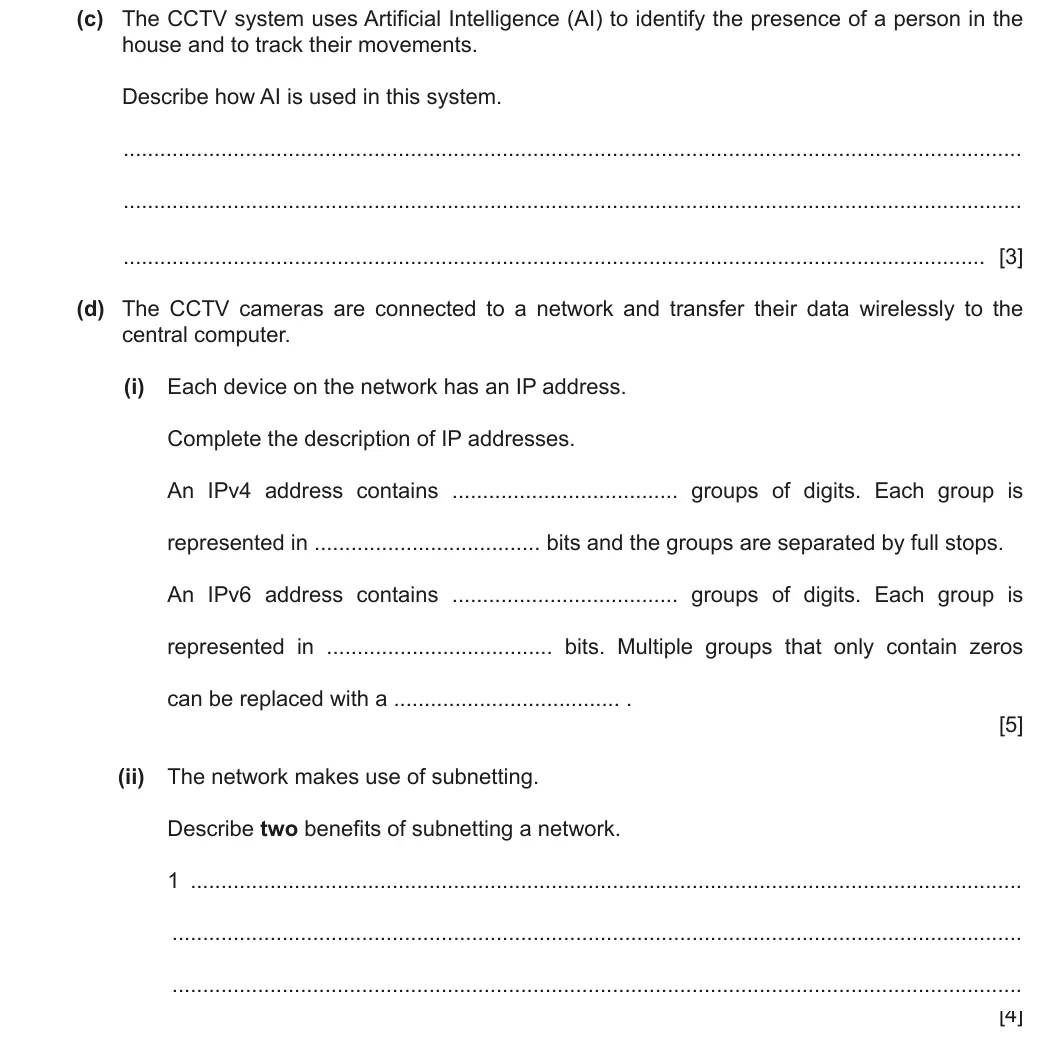 (c) The CCTV system uses Artificial Intelligence (AI) to identify the presence of a person in the
house and to track their movements.
Describe how AI is used in this system.
...................................................................................................................................................
...................................................................................................................................................
............................................................................................................................................. [3]
(d) The CCTV cameras are connected to a network and transfer their data wirelessly to the
central computer.
(i) Each device on the network has an IP address.
Complete the description of IP addresses.
An IPv4 address contains ..................................... groups of digits. Each group is
represented in ..................................... bits and the groups are separated by full stops.
An IPv6 address contains ..................................... groups of digits. Each group is
represented in ..................................... bits. Multiple groups that only contain zeros
can be replaced with a ..................................... .
[5]
(ii) The network makes use of subnetting.
Describe two benefits of subnetting a network.
1 ........................................................................................................................................
...........................................................................................................................................
...........................................................................................................................................
[4]